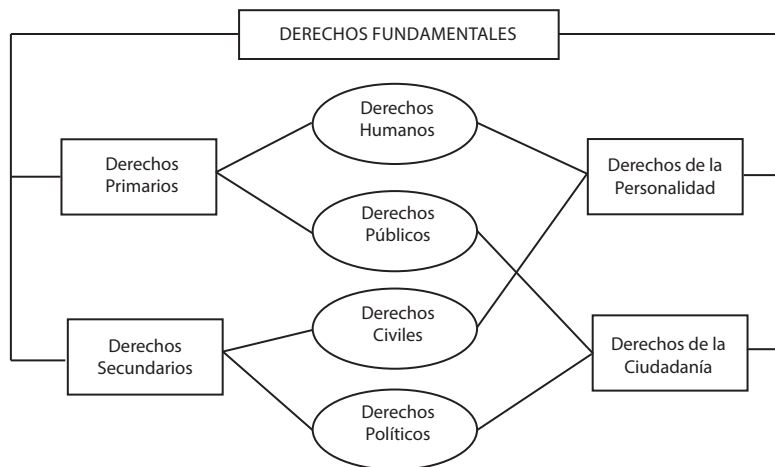 DERECHOS FUNDAMENTALES
Derechos
Humanos
Derechos
Primarios
Derechos de la
Personalidad
Derechos
Públicos
Derechos
Civiles
Derechos
Secundarios
Derechos de la
Ciudadanía
Derechos
Políticos